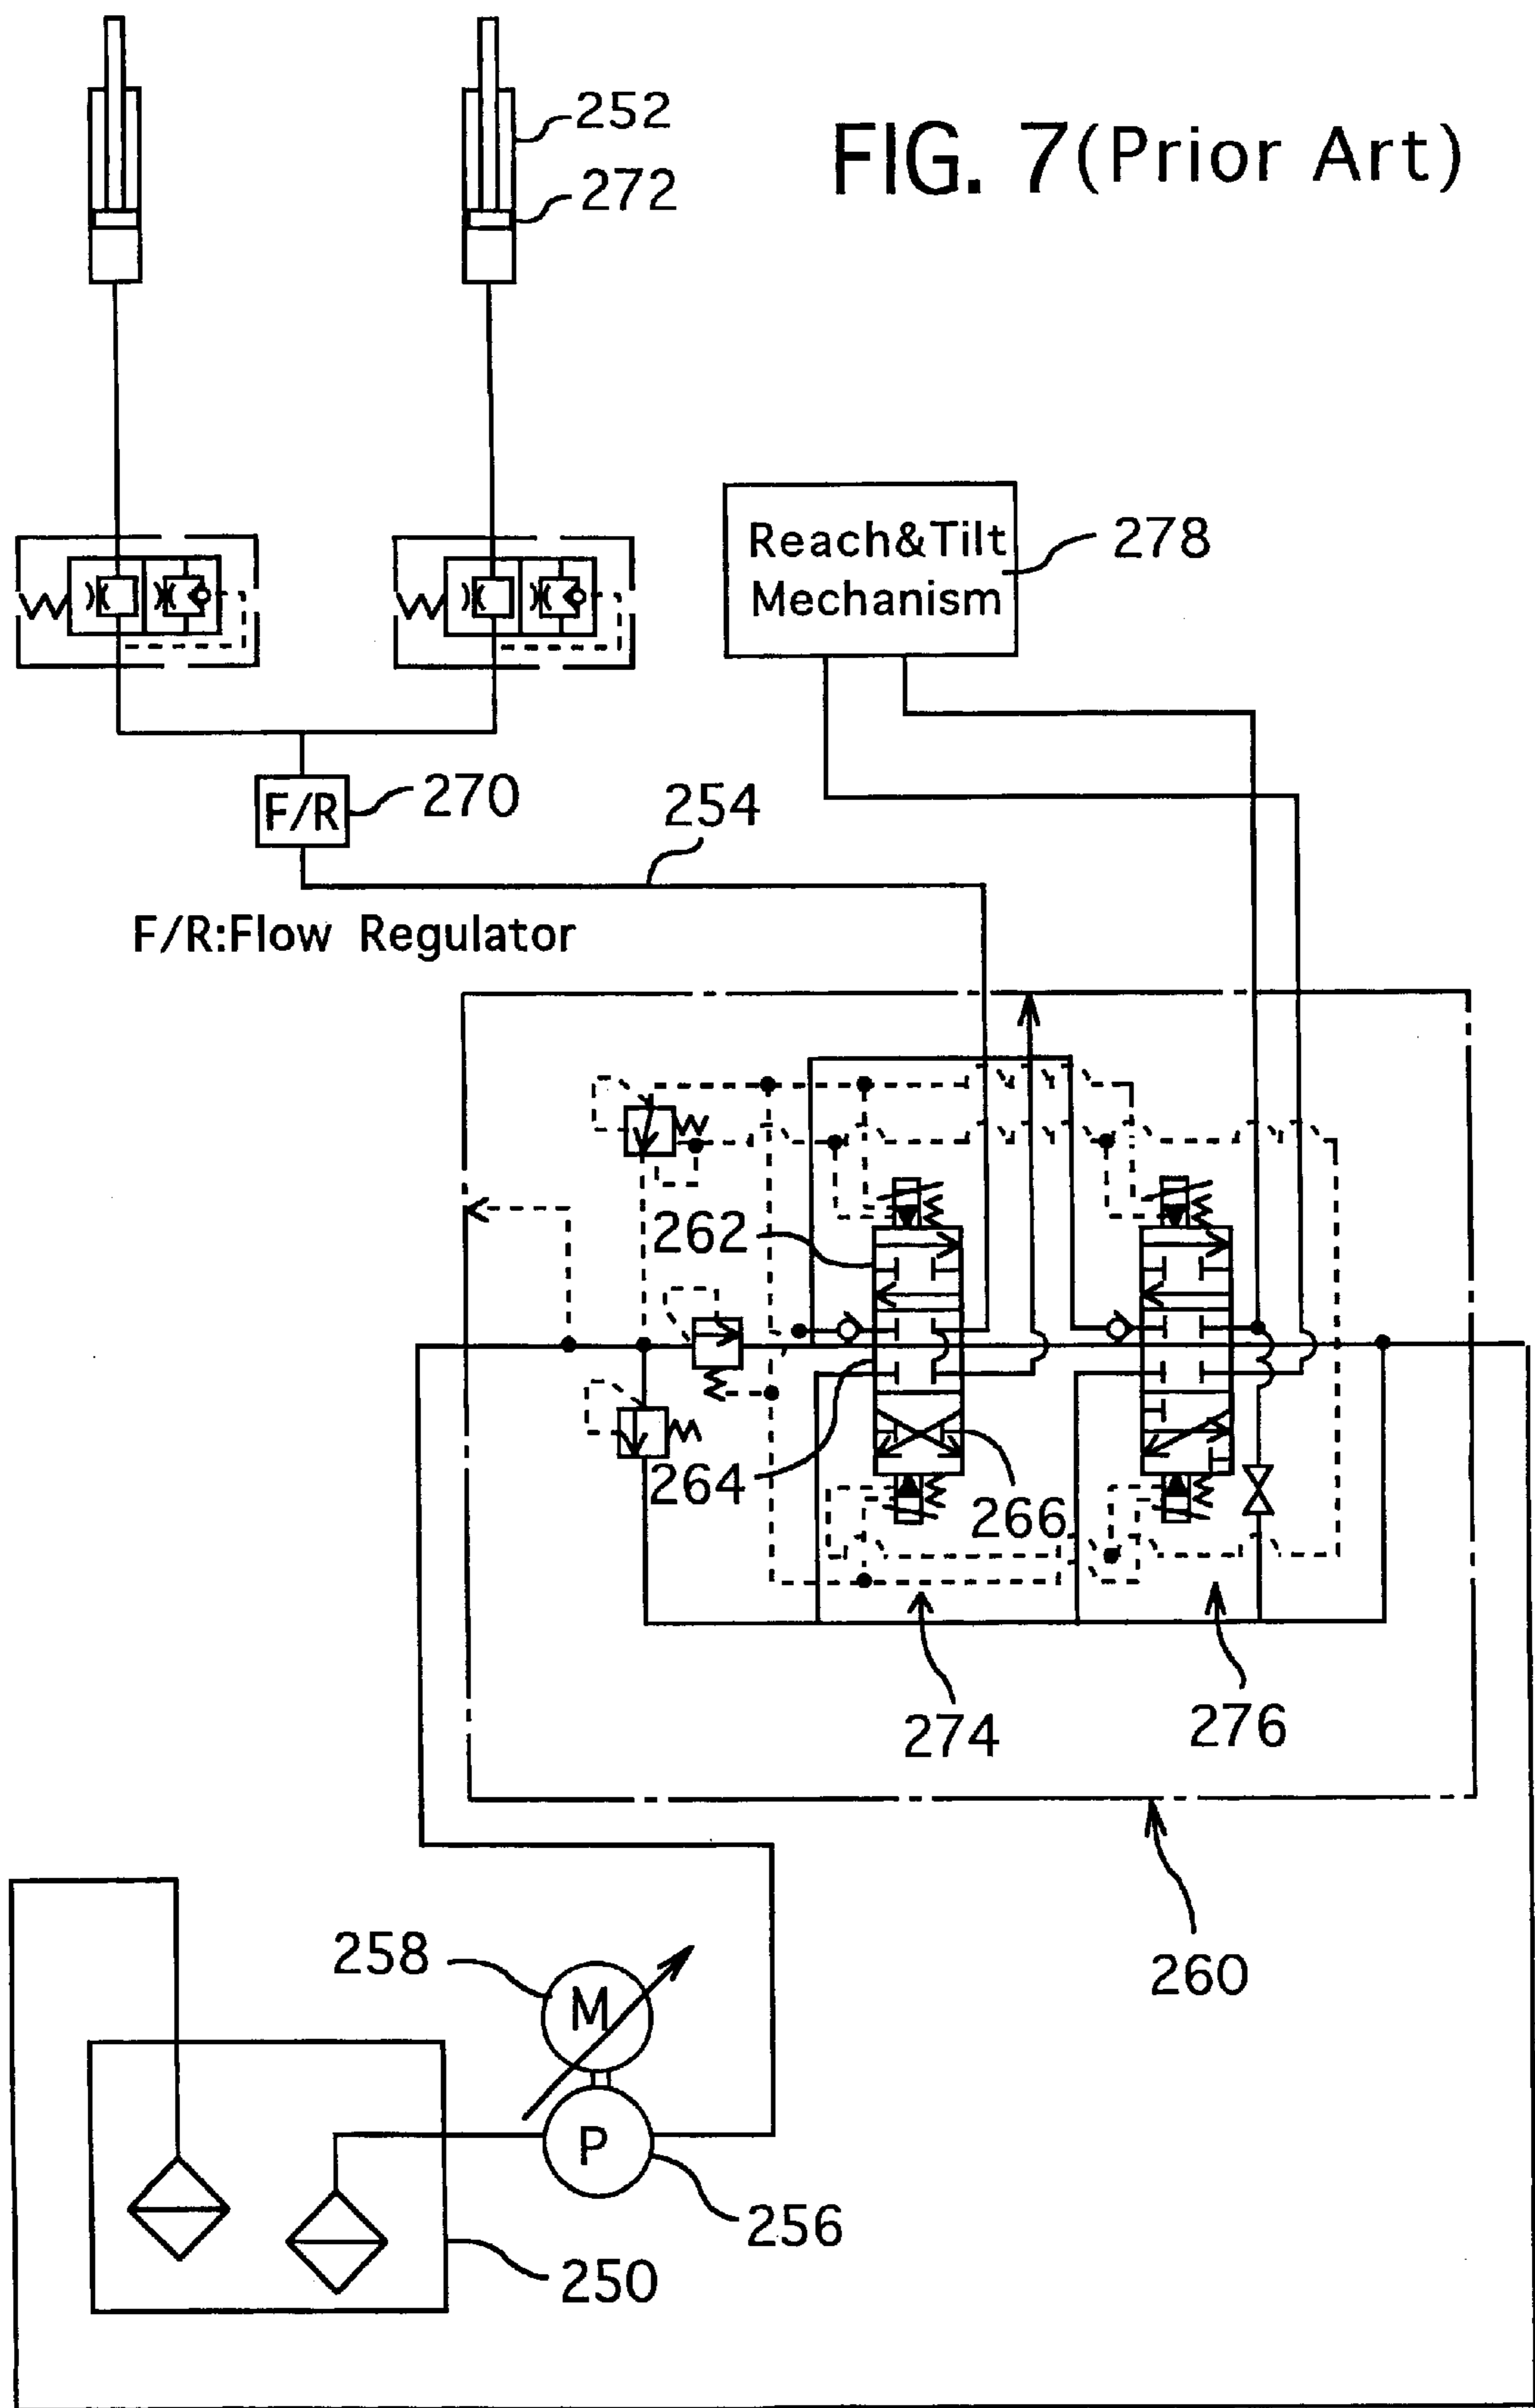 252
272
FIG. 7(Prior Art)
Reach&Tilt
Mechanism
278
F/R
270
254
F/R:Flow Regulator
262
264
266
274
276
260
258
M
P
256
250